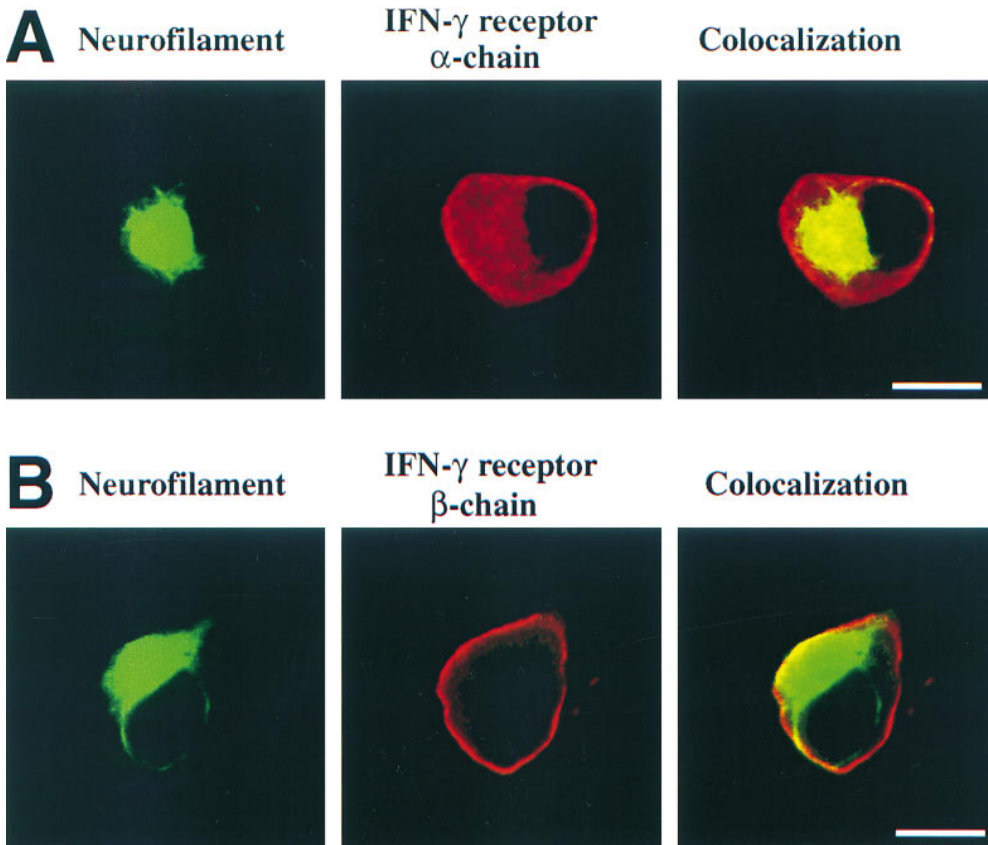 A
Neurofilament
IFN-γ receptor
α-chain
Colocalization
B
Neurofilament
IFN-γ receptor
β-chain
Colocalization